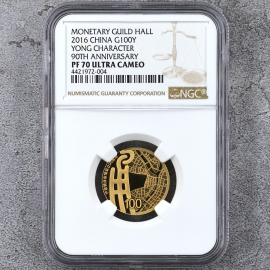 MONETARY GUILD HALL
2016 CHINA G100Y
YONG CHARACTER
90TH ANNIVERSARY
PF 70 ULTRA CAMEO
4421972-004
NUMISMATIC GUARANTY CORPORATION
NGC
100